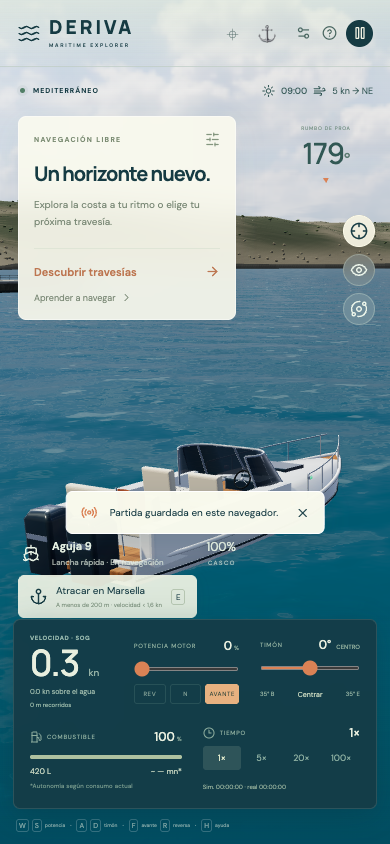 DERIVA
MARITIME EXPLORER
MEDITERRÁNEO
09:00 5 kn → NE
NAVEGACIÓN LIBRE
RUMBO DE PROA
179°
Un horizonte nuevo.
Explora la costa a tu ritmo o elige tu
próxima travesía.
Descubrir travesías
Aprender a navegar
Partida guardada en este navegador.
Aguja 9
100%
Lancha rápida · En navegación
CASCO
Atracar en Marsella
A menos de 200 m · velocidad < 1,6 kn
E
VELOCIDAD · SOG
0.3 kn
0.0 kn sobre el agua
0 m recorridos
POTENCIA MOTOR 0 %
REV N AVANTE
TIMÓN 0° CENTRO
35° B Centrar 35° E
COMBUSTIBLE 100 %
420 L – — mn*
*Autonomía según consumo actual
TIEMPO 1×
1× 5× 20× 100×
Sim. 00:00:00 · real 00:00:00
W S potencia · A D timón · F avante R reversa · H ayuda